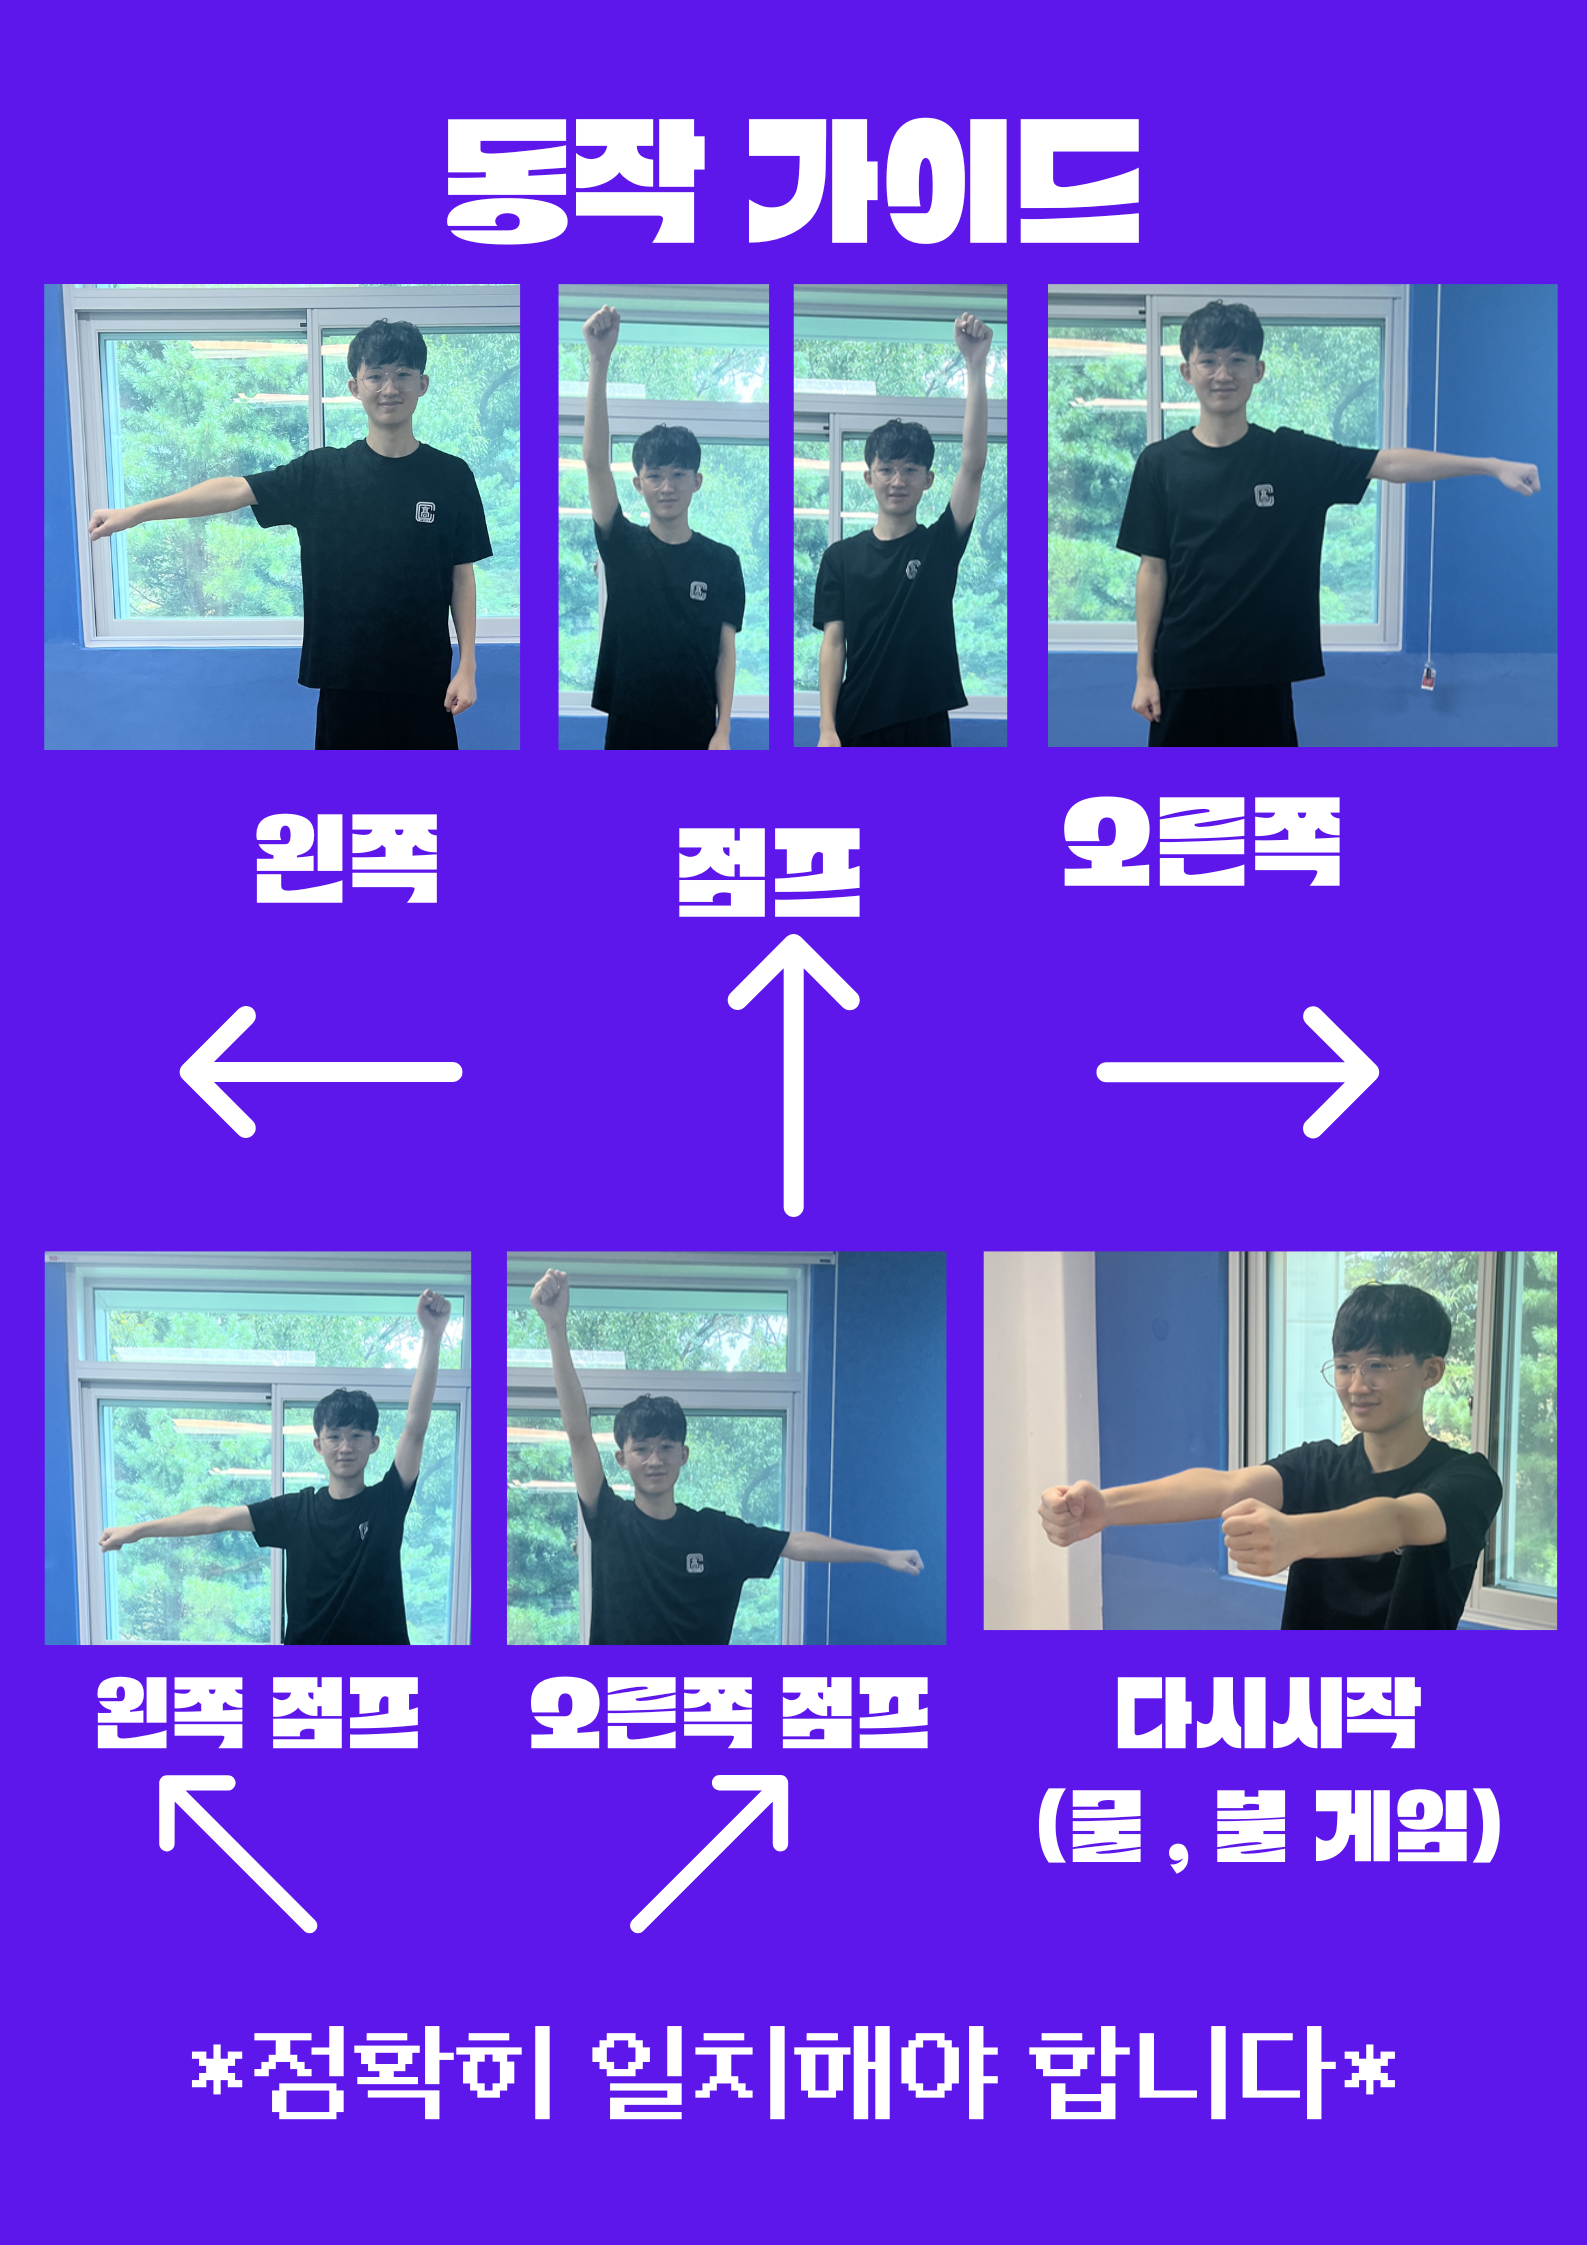 동작 가이드
왼쪽
점프
오른쪽
왼쪽 점프
오른쪽 점프
다시시작
(물 , 불 게임)
*정확히 일치해야 합니다*